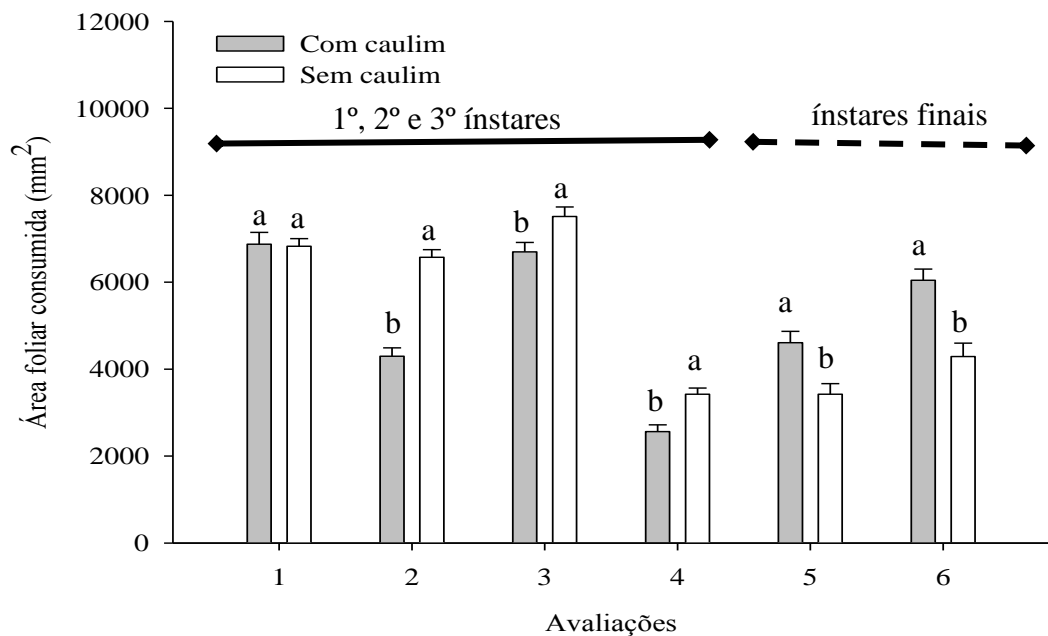 12000
Com caulim
Sem caulim
10000
1º, 2º e 3º ínstares
ínstares finais
8000
a a a b a a
6000
a b
4000
b a b b
2000
0
1 2 3 4 5 6
Avaliações
Área foliar consumida (mm2)